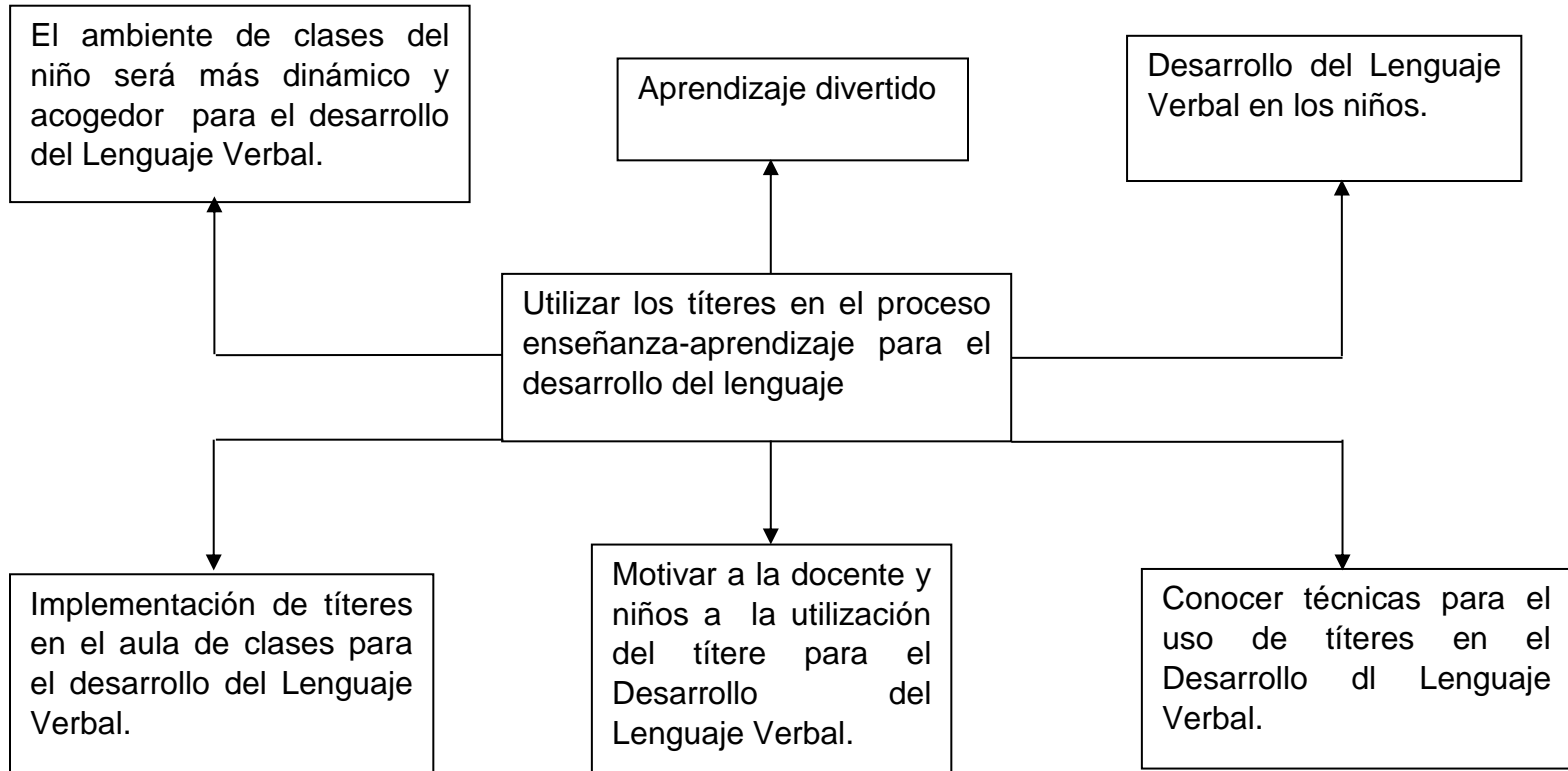 El ambiente de clases del
niño será más dinámico y
acogedor para el desarrollo
del Lenguaje Verbal.
Aprendizaje divertido
Desarrollo del Lenguaje
Verbal en los niños.
Utilizar los títeres en el proceso
enseñanza-aprendizaje para el
desarrollo del lenguaje
Implementación de títeres
en el aula de clases para
el desarrollo del Lenguaje
Verbal.
Motivar a la docente y
niños a la utilización
del títere para el
Desarrollo del
Lenguaje Verbal.
Conocer técnicas para el
uso de títeres en el
Desarrollo dl Lenguaje
Verbal.